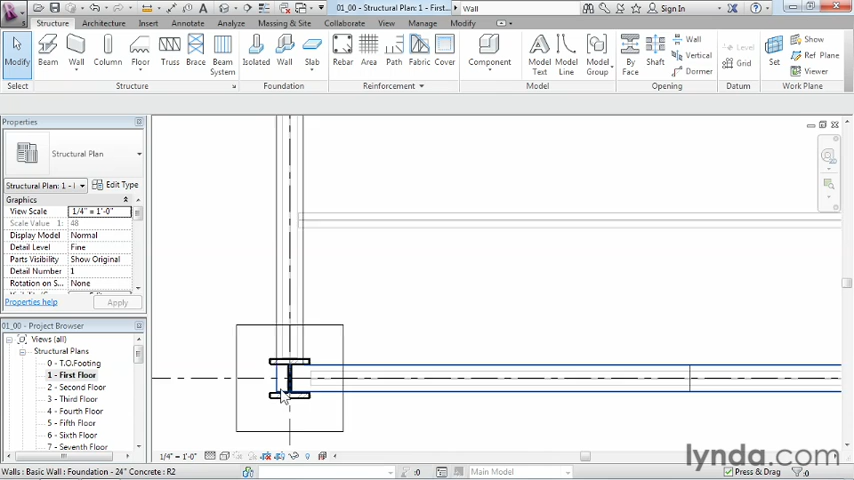 01_00 - Structural Plan: 1 - First...
Wall
Sign In
Structure Architecture Insert Annotate Analyze Massing & Site Collaborate View Manage Modify
Modify Beam Wall Column Floor Truss Brace Beam System Isolated Wall Slab Rebar Area Path Fabric Cover Component Model Text Model Line Model Group By Face Shaft Wall Vertical Dormer Level Grid Set Show Ref Plane Viewer
Select Structure Foundation Reinforcement Model Opening Datum Work Plane
Properties
Structural Plan
Structural Plan: 1 - I Edit Type
Graphics
View Scale 1/4" = 1'-0"
Scale Value 1: 48
Display Model Normal
Detail Level Fine
Parts Visibility Show Original
Detail Number 1
Rotation on S None
Properties help Apply
01_00 - Project Browser
Views (all)
Structural Plans
0 - T.O.Footing
1 - First Floor
2 - Second Floor
3 - Third Floor
4 - Fourth Floor
5 - Fifth Floor
6 - Sixth Floor
7 - Seventh Floor
1/4" = 1'-0"
Walls : Basic Wall : Foundation - 24" Concrete : R2
:0
Main Model
Press & Drag
:0
lynda.com